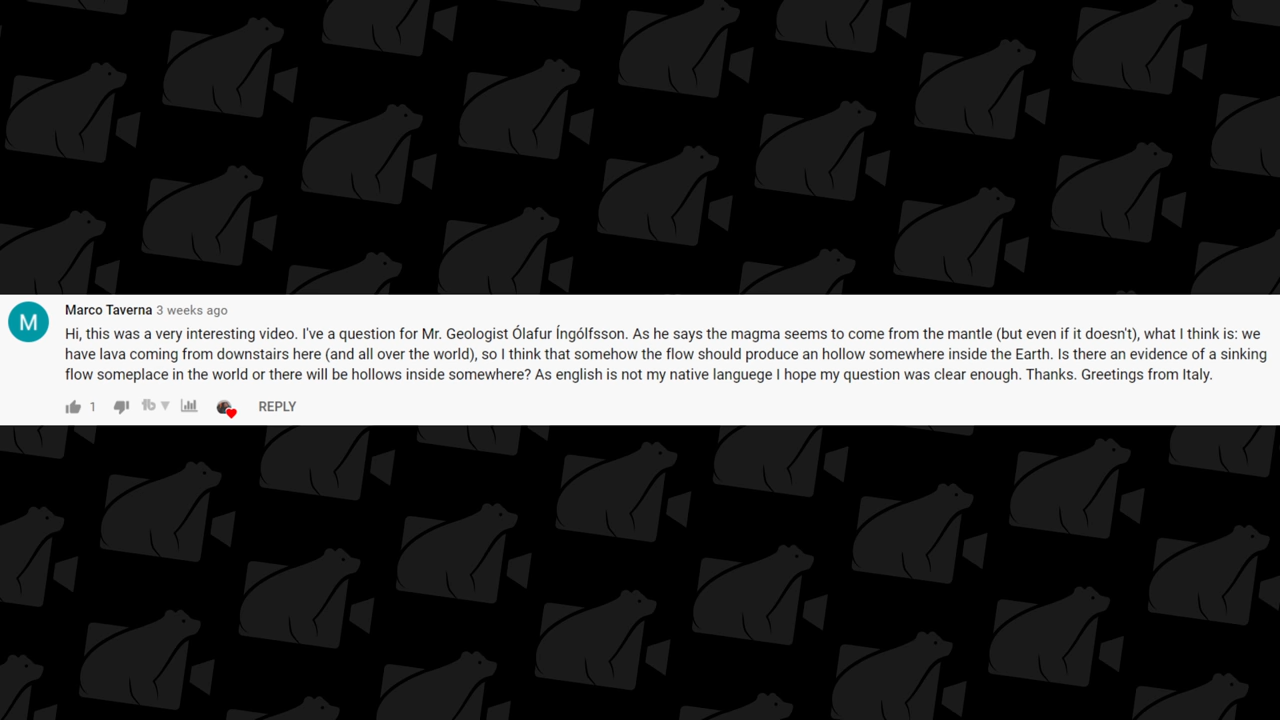 M
Marco Taverna 3 weeks ago
Hi, this was a very interesting video. I've a question for Mr. Geologist Ólafur Íngólfsson. As he says the magma seems to come from the mantle (but even if it doesn't), what I think is: we
have lava coming from downstairs here (and all over the world), so I think that somehow the flow should produce an hollow somewhere inside the Earth. Is there an evidence of a sinking
flow someplace in the world or there will be hollows inside somewhere? As english is not my native languege I hope my question was clear enough. Thanks. Greetings from Italy.
1 REPLY